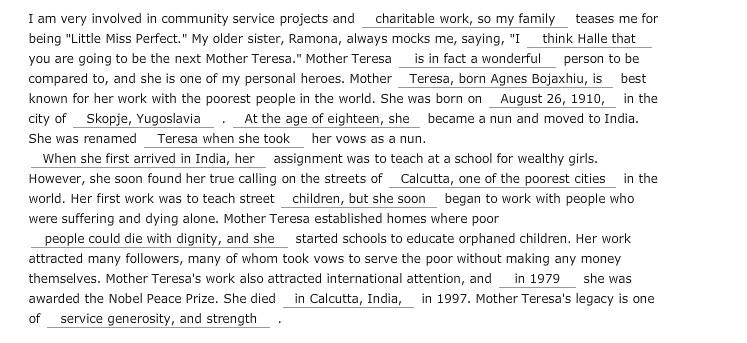 I am very involved in community service projects and charitable work, so my family teases me for
being "Little Miss Perfect." My older sister, Ramona, always mocks me, saying, "I think Halle that
you are going to be the next Mother Teresa." Mother Teresa is in fact a wonderful person to be
compared to, and she is one of my personal heroes. Mother Teresa, born Agnes Bojaxhiu, is best
known for her work with the poorest people in the world. She was born on August 26, 1910, in the
city of Skopje, Yugoslavia . At the age of eighteen, she became a nun and moved to India.
She was renamed Teresa when she took her vows as a nun.
When she first arrived in India, her assignment was to teach at a school for wealthy girls.
However, she soon found her true calling on the streets of Calcutta, one of the poorest cities in the
world. Her first work was to teach street children, but she soon began to work with people who
were suffering and dying alone. Mother Teresa established homes where poor
people could die with dignity, and she started schools to educate orphaned children. Her work
attracted many followers, many of whom took vows to serve the poor without making any money
themselves. Mother Teresa's work also attracted international attention, and in 1979 she was
awarded the Nobel Peace Prize. She died in Calcutta, India, in 1997. Mother Teresa's legacy is one
of service generosity, and strength .